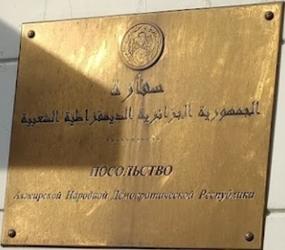 سفارة
الجمهورية الجزائرية الديمقراطية الشعبية
ПОСОЛЬСТВО
Алжирской Народной Демократической Республики